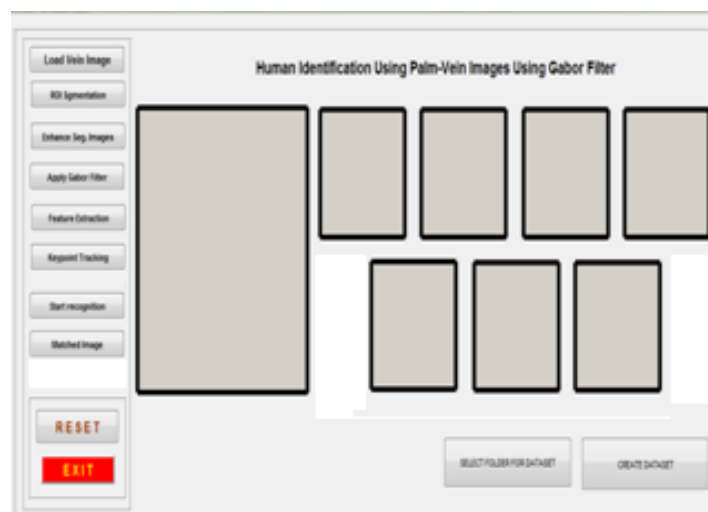 Load Vein Image
Human Identification Using Palm-Vein Images Using Gabor Filter
ROI Sgmentation
Enhance Seg. Images
Apply Gabor Filter
Feature Extraction
Keypoint Tracking
Start recognition
Matched Image
RESET
EXIT
SELECT FOLDER FOR DATASET
CREATE DATASET